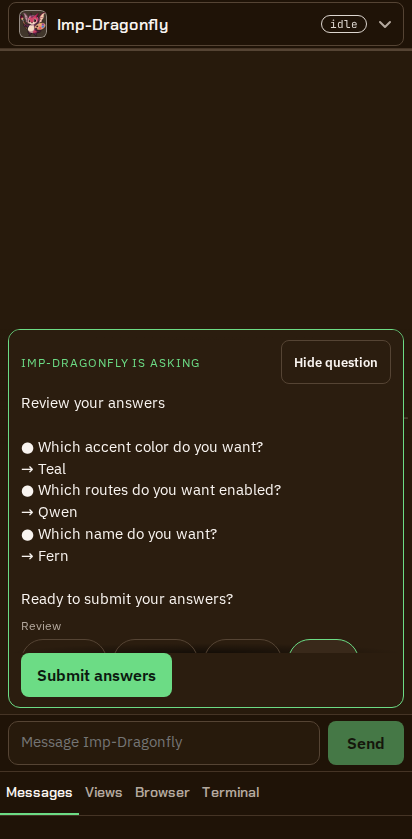 Imp-Dragonfly
idle
IMP-DRAGONFLY IS ASKING
Hide question
Review your answers
● Which accent color do you want?
→ Teal
● Which routes do you want enabled?
→ Qwen
● Which name do you want?
→ Fern
Ready to submit your answers?
Review
Submit answers
Message Imp-Dragonfly
Send
Messages Views Browser Terminal